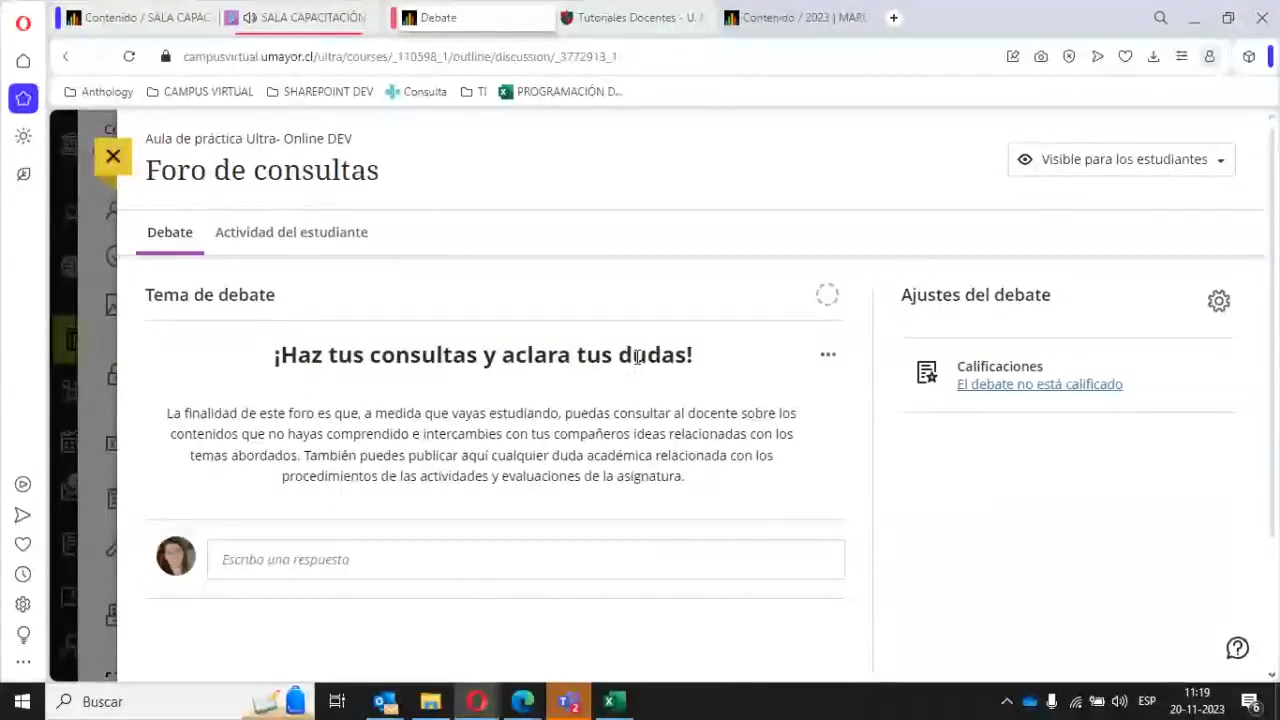 Contenido / SALA CAPAC
SALA CAPACITACIÓN
Debate
Tutoriales Docentes - U. M
Contenido / 2023 | MARC
campusvirtual.umayor.cl/ultra/courses/_110598_1/outline/discussion/_3772913_1
Anthology
CAMPUS VIRTUAL
SHAREPOINT DEV
Consulta
TI
PROGRAMACIÓN D...
Aula de práctica Ultra- Online DEV
Foro de consultas
Visible para los estudiantes
Debate
Actividad del estudiante
Tema de debate
Ajustes del debate
¡Haz tus consultas y aclara tus dudas!
Calificaciones
El debate no está calificado
La finalidad de este foro es que, a medida que vayas estudiando, puedas consultar al docente sobre los
contenidos que no hayas comprendido e intercambies con tus compañeros ideas relacionadas con los
temas abordados. También puedes publicar aquí cualquier duda académica relacionada con los
procedimientos de las actividades y evaluaciones de la asignatura.
Escriba una respuesta
Buscar
ESP
11:19
20-11-2023
6